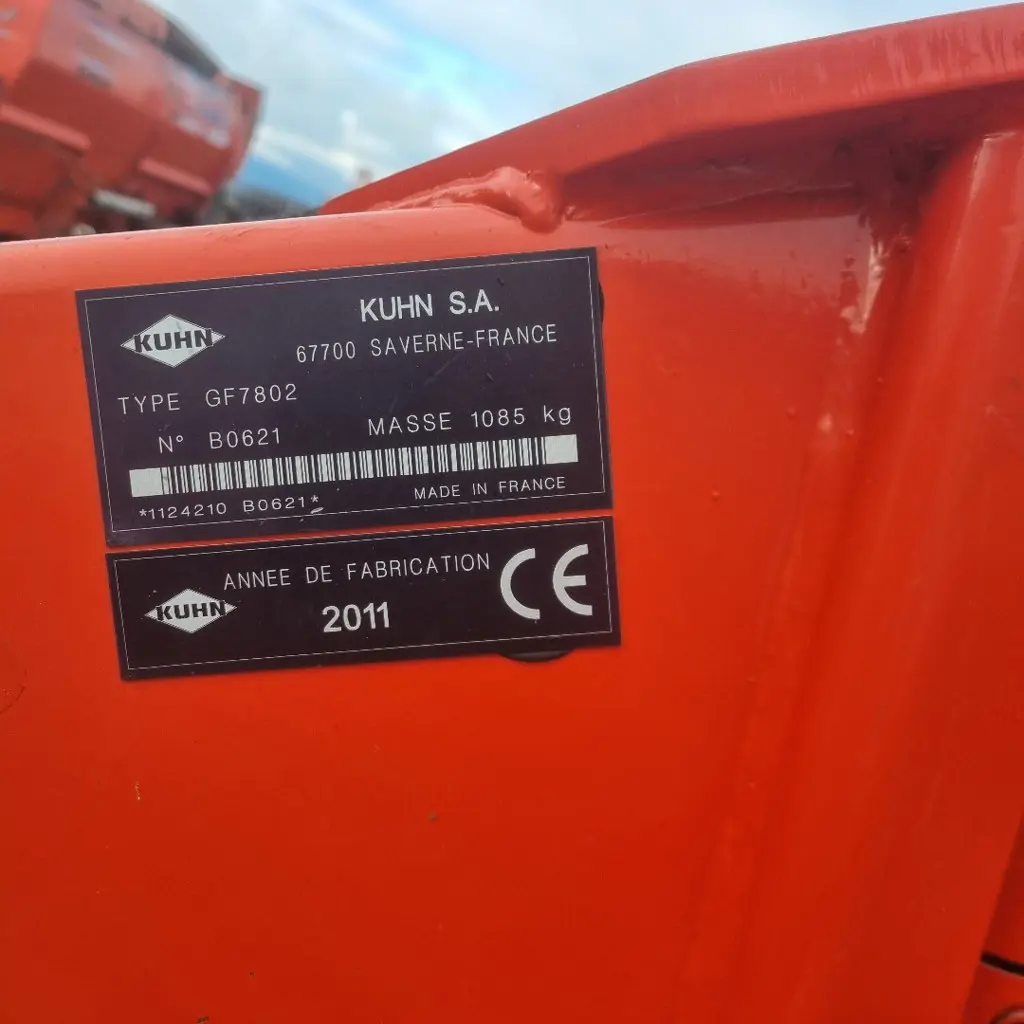 KUHN
KUHN S.A.
67700 SAVERNE-FRANCE
TYPE GF7802
N° B0621 MASSE 1085 kg
*1124210 B0621*
MADE IN FRANCE
KUHN
ANNEE DE FABRICATION
2011
CE